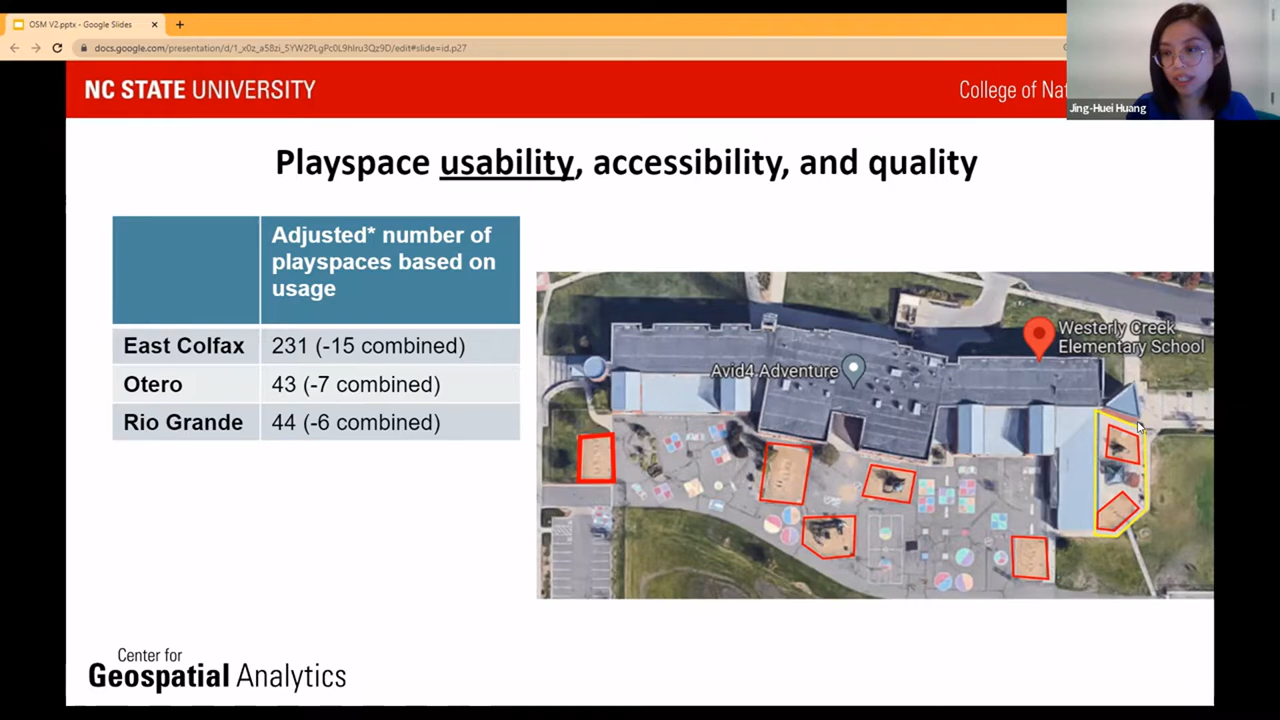 OSM V2.pptx - Google Slides
docs.google.com/presentation/d/1_x0z_a58zi_5YW2PLgPc0L9hlru3Qz9D/edit#slide=id.p27
Jing-Huei Huang
NC STATE UNIVERSITY
College of Nat
Playspace usability, accessibility, and quality
Adjusted* number of
playspaces based on
usage
East Colfax 231 (-15 combined)
Otero 43 (-7 combined)
Rio Grande 44 (-6 combined)
Westerly Creek
Elementary School
Avid4 Adventure
Center for
Geospatial Analytics